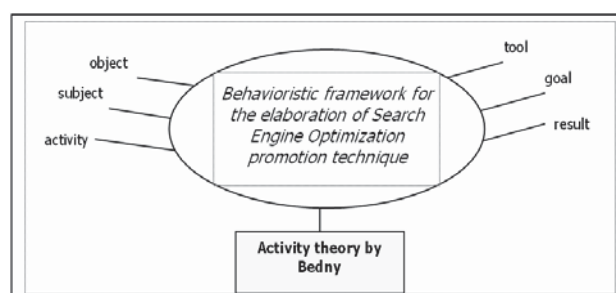 object
subject
activity
Behavioristic framework for
the elaboration of Search
Engine Optimization
promotion technique
tool
goal
result
Activity theory by
Bedny